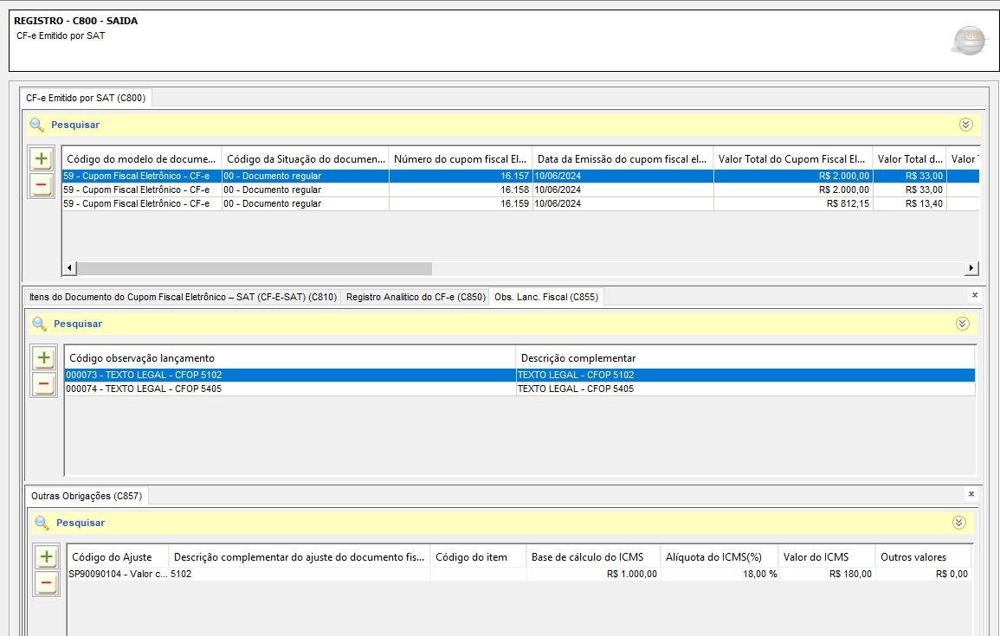 REGISTRO - C800 - SAIDA
CF-e Emitido por SAT
CF-e Emitido por SAT (C800)
Pesquisar
Código do modelo de docume... Código da Situação do documen... Número do cupom fiscal El... Data da Emissão do cupom fiscal el... Valor Total do Cupom Fiscal El... Valor Total d... Valor
59 - Cupom Fiscal Eletrônico - CF-e 00 - Documento regular 16.157 10/06/2024 R$ 2.000,00 R$ 33,00
59 - Cupom Fiscal Eletrônico - CF-e 00 - Documento regular 16.158 10/06/2024 R$ 2.000,00 R$ 33,00
59 - Cupom Fiscal Eletrônico - CF-e 00 - Documento regular 16.159 10/06/2024 R$ 812,15 R$ 13,40
Itens do Documento do Cupom Fiscal Eletrônico – SAT (CF-E-SAT) (C810) Registro Analitico do CF-e (C850) Obs. Lanc. Fiscal (C855)
Pesquisar
Código observação lançamento Descrição complementar
000073 - TEXTO LEGAL - CFOP 5102 TEXTO LEGAL - CFOP 5102
000074 - TEXTO LEGAL - CFOP 5405 TEXTO LEGAL - CFOP 5405
Outras Obrigações (C857)
Pesquisar
Código do Ajuste Descrição complementar do ajuste do documento fis... Código do item Base de cálculo do ICMS Alíquota do ICMS(%) Valor do ICMS Outros valores
SP90090104 - Valor c... 5102 R$ 1.000,00 18,00 % R$ 180,00 R$ 0,00